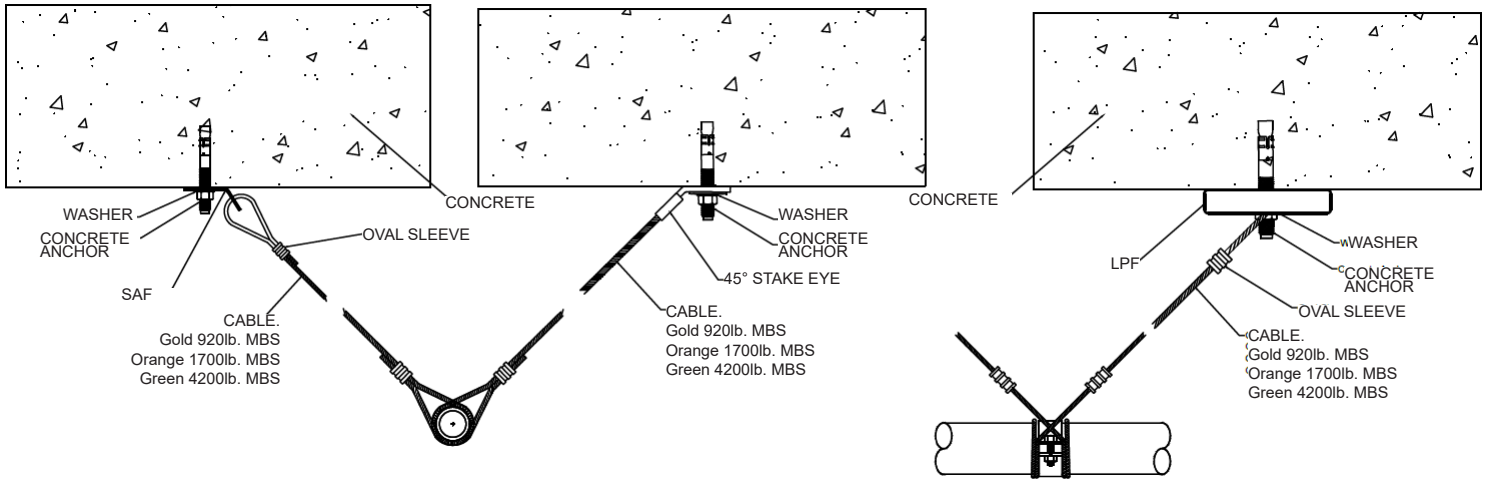 WASHER
CONCRETE
ANCHOR
SAF
CONCRETE
OVAL SLEEVE
CABLE.
Gold 920lb. MBS
Orange 1700lb. MBS
Green 4200lb. MBS
WASHER
CONCRETE
ANCHOR
45° STAKE EYE
CABLE.
Gold 920lb. MBS
Orange 1700lb. MBS
Green 4200lb. MBS
CONCRETE
LPF
WASHER
CONCRETE
ANCHOR
OVAL SLEEVE
CABLE.
Gold 920lb. MBS
Orange 1700lb. MBS
Green 4200lb. MBS